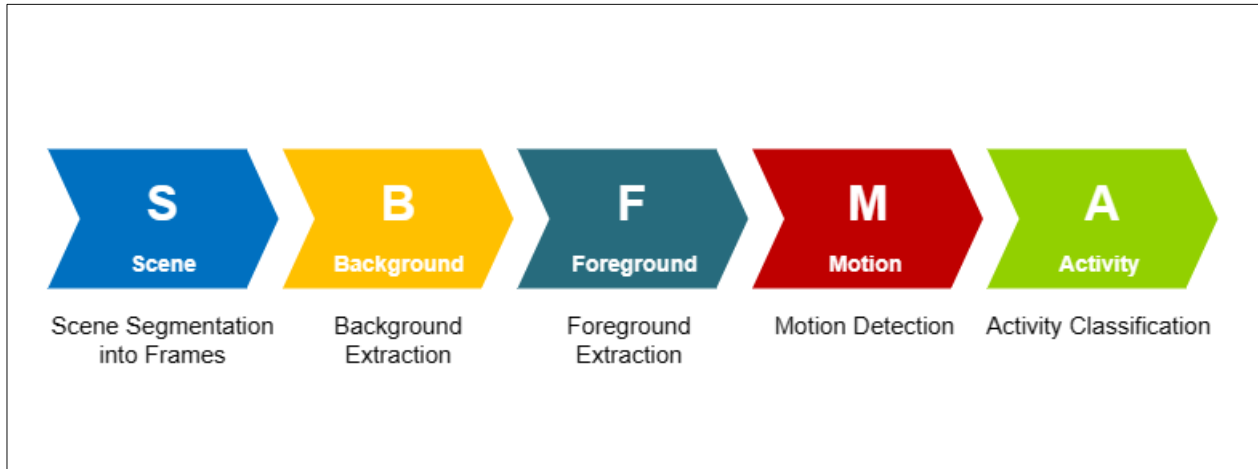 S
Scene
B
Background
F
Foreground
M
Motion
A
Activity
Scene Segmentation
into Frames
Background
Extraction
Foreground
Extraction
Motion Detection
Activity Classification